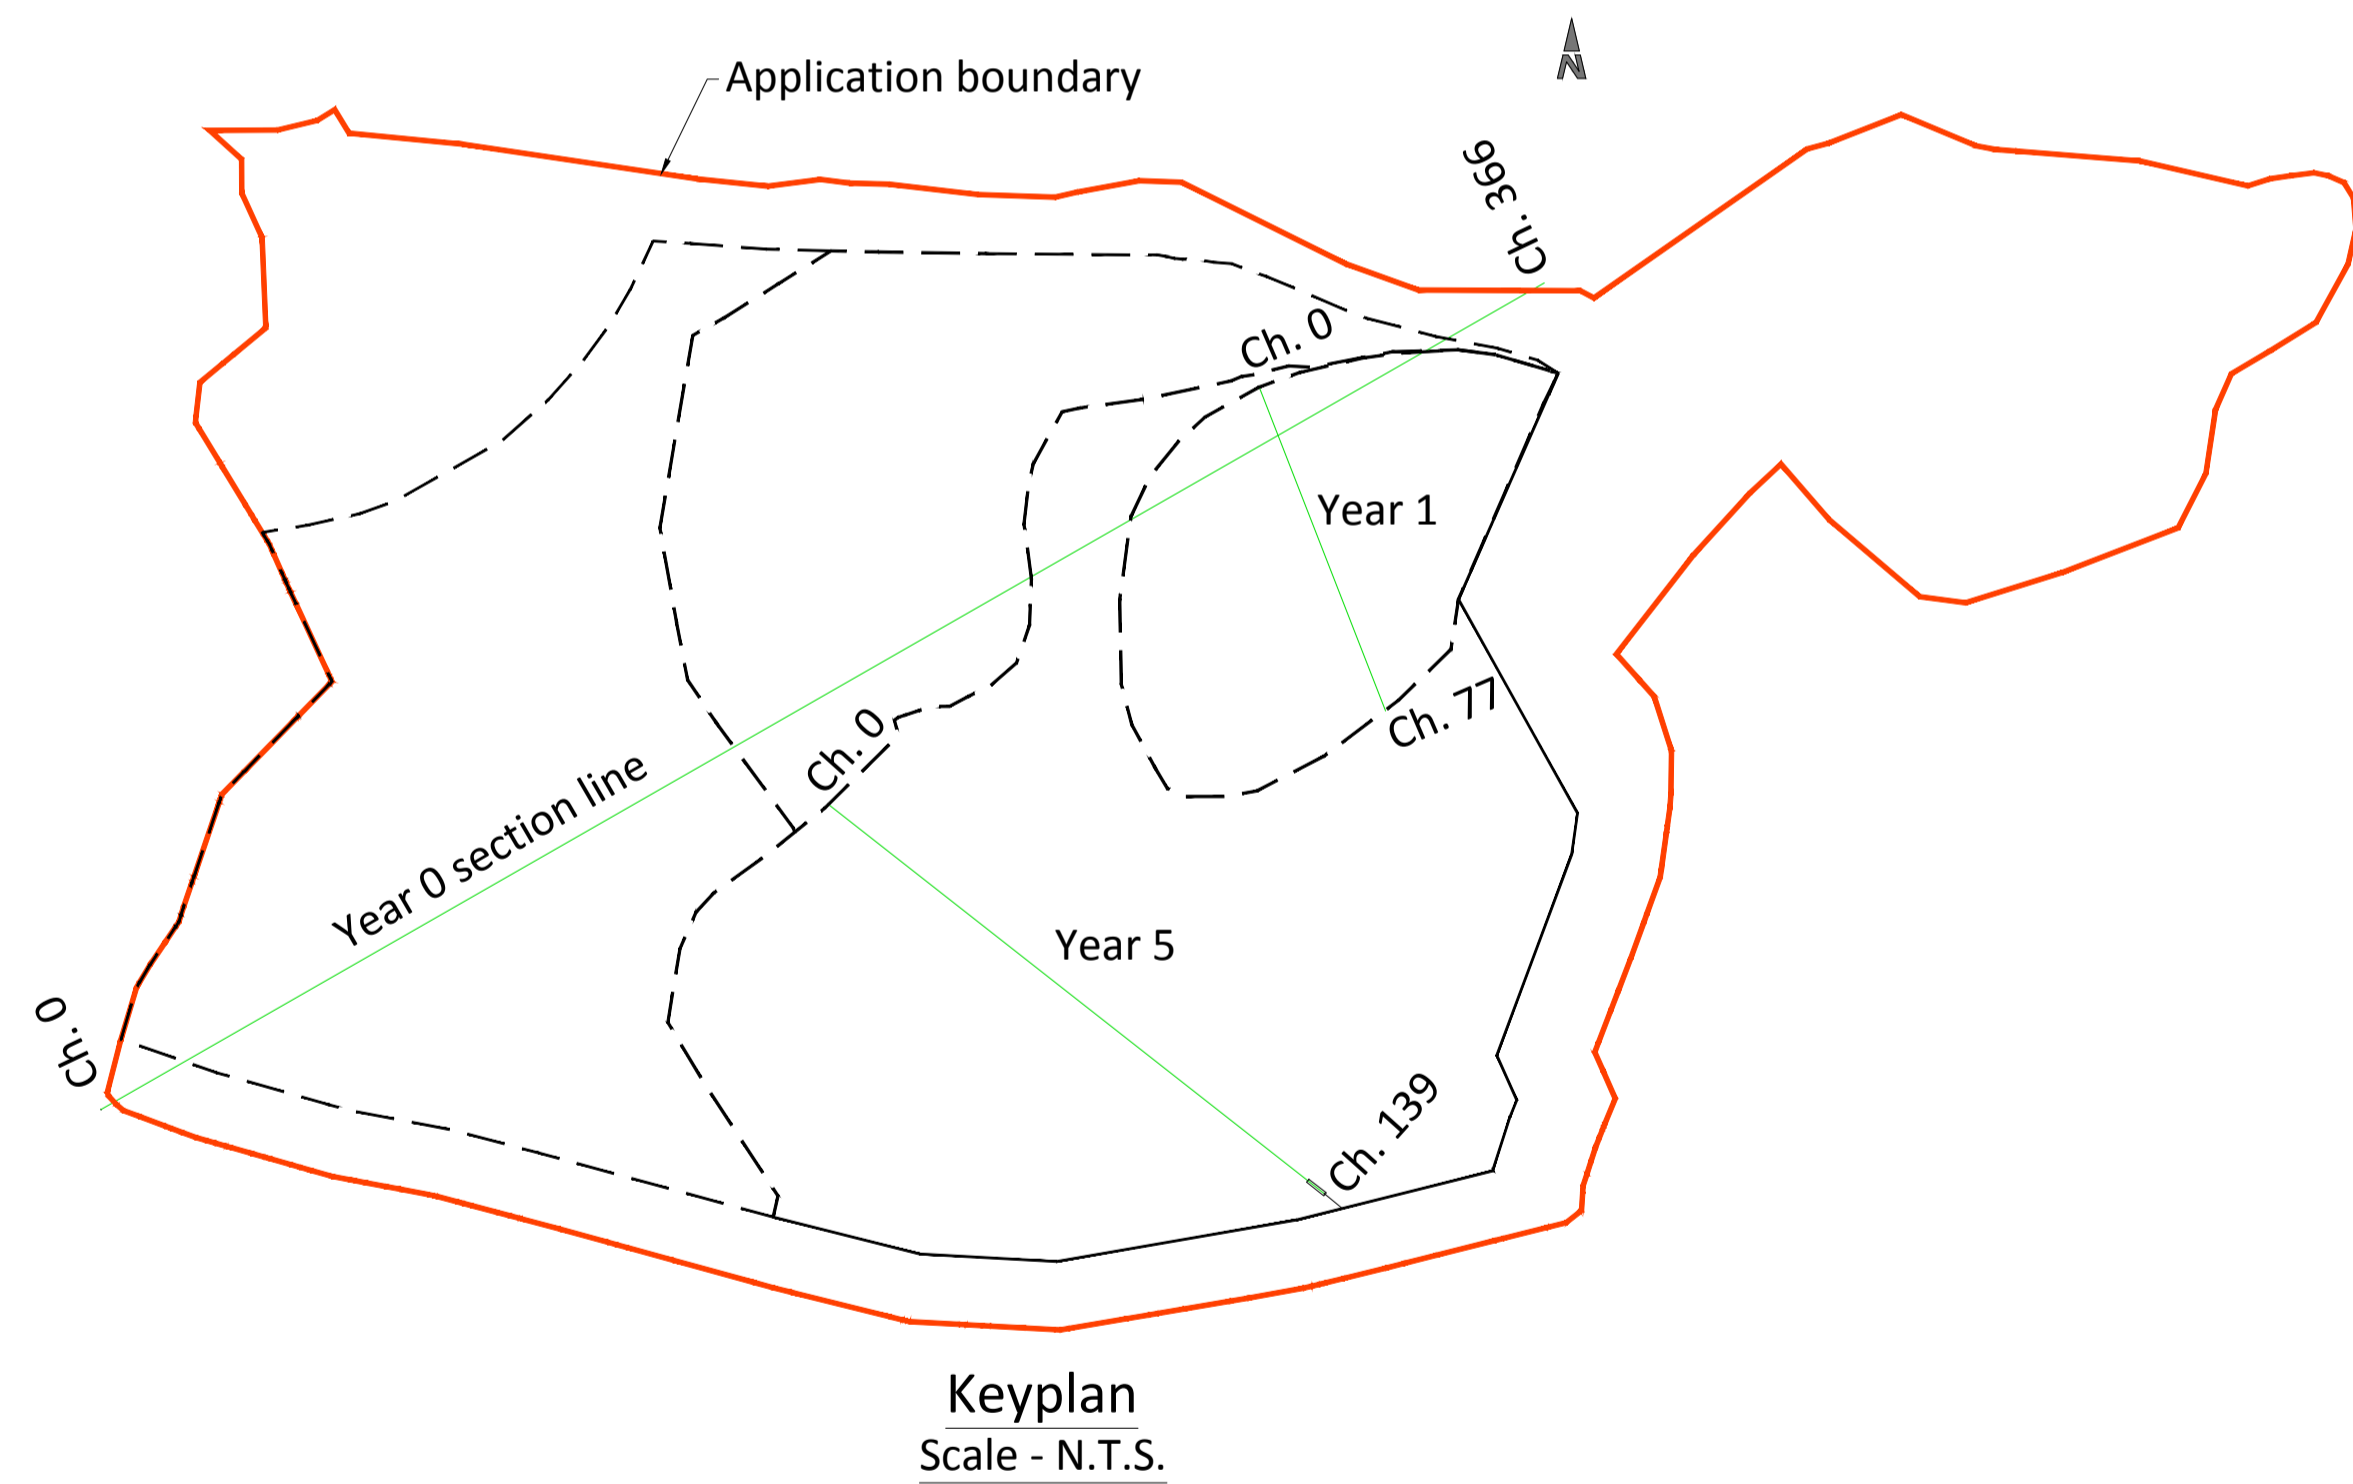 Application boundary
N
Ch. 366
Ch. 0
Year 1
Ch. 77
Ch. 0
Year 0 section line
Year 5
Ch. 0
Ch. 139
Keyplan
Scale - N.T.S.